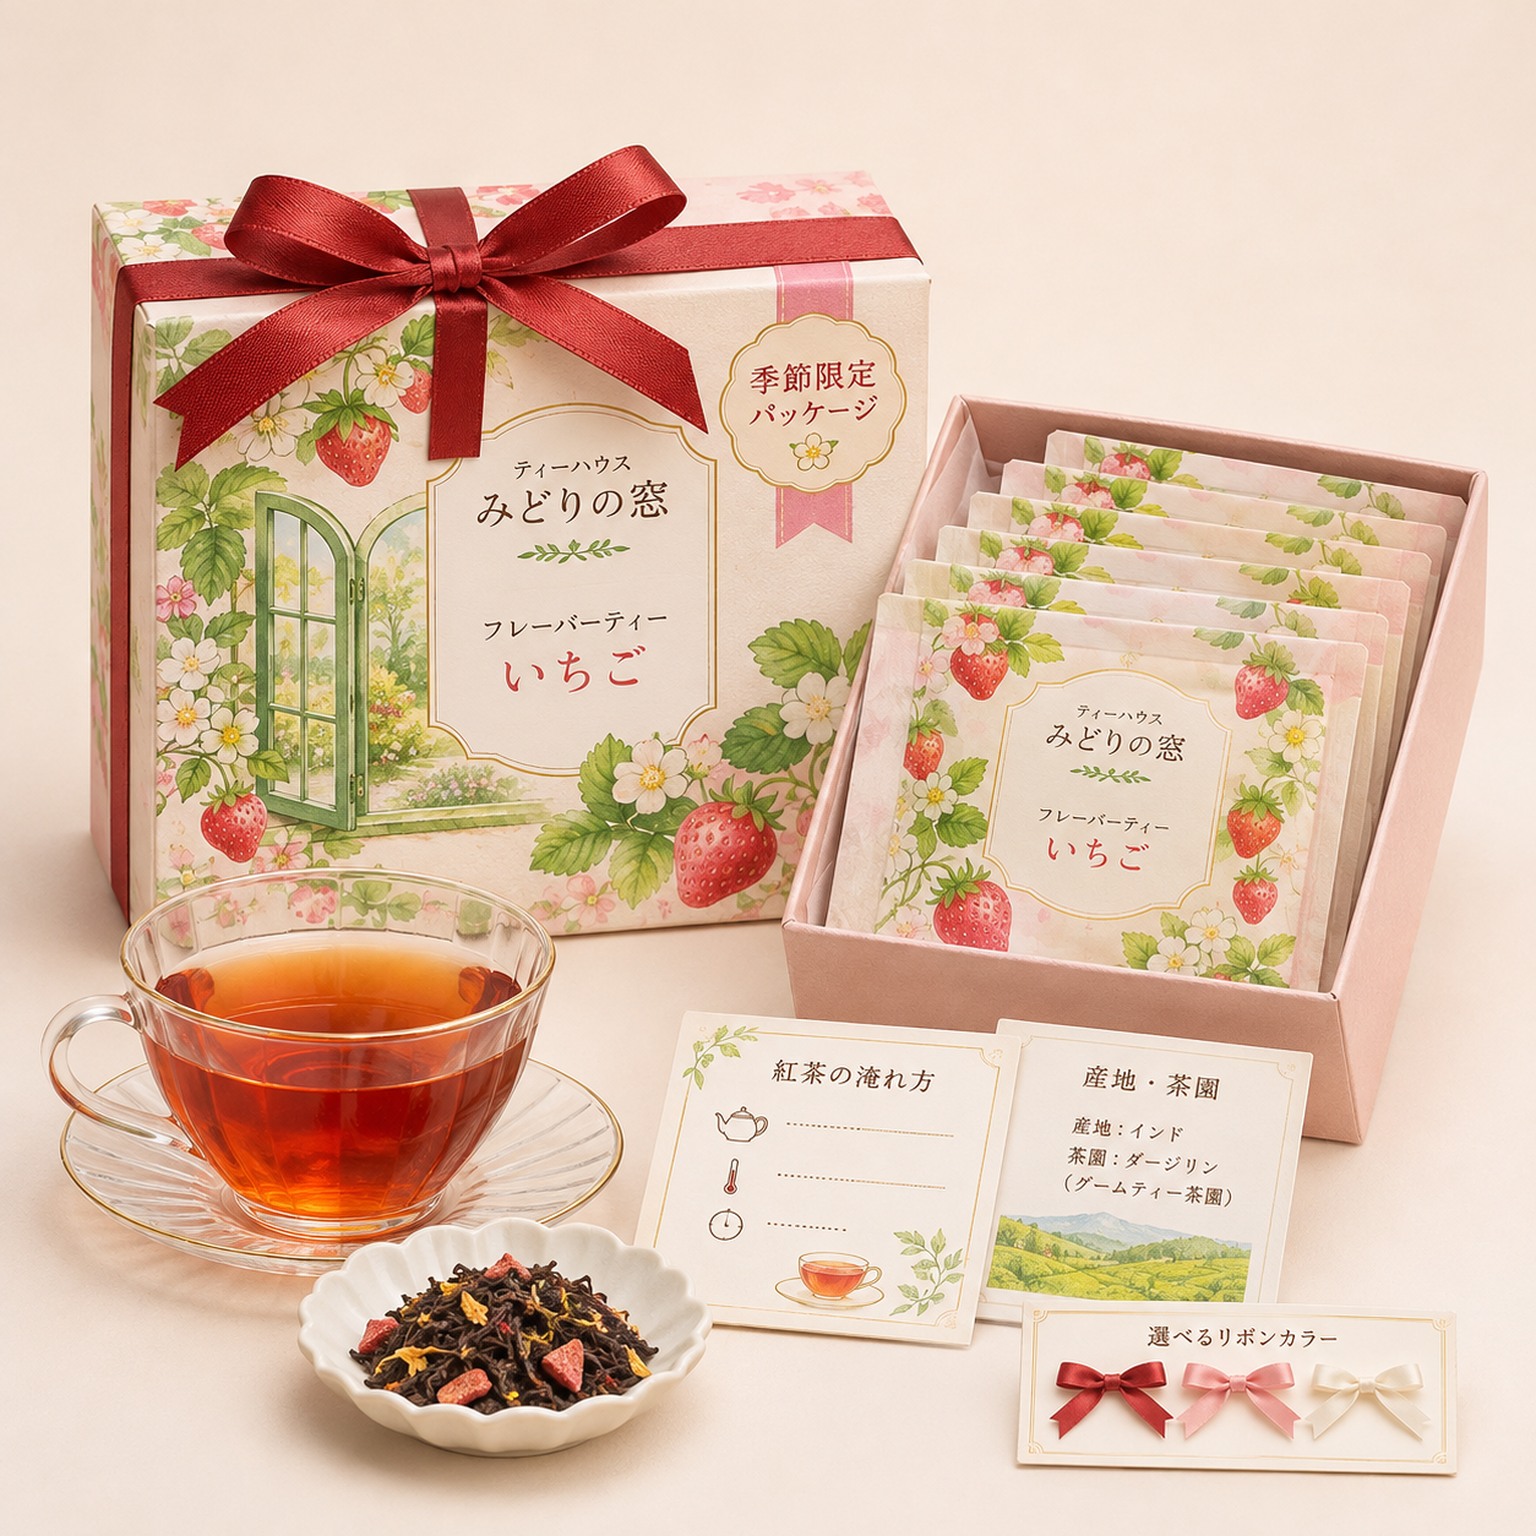 ティーハウス
みどりの窓
フレーバーティー
いちご
季節限定
パッケージ
ティーハウス
みどりの窓
フレーバーティー
いちご
紅茶の淹れ方
産地・茶園
産地：インド
茶園：ダージリン
（グームティー茶園）
選べるリボンカラー